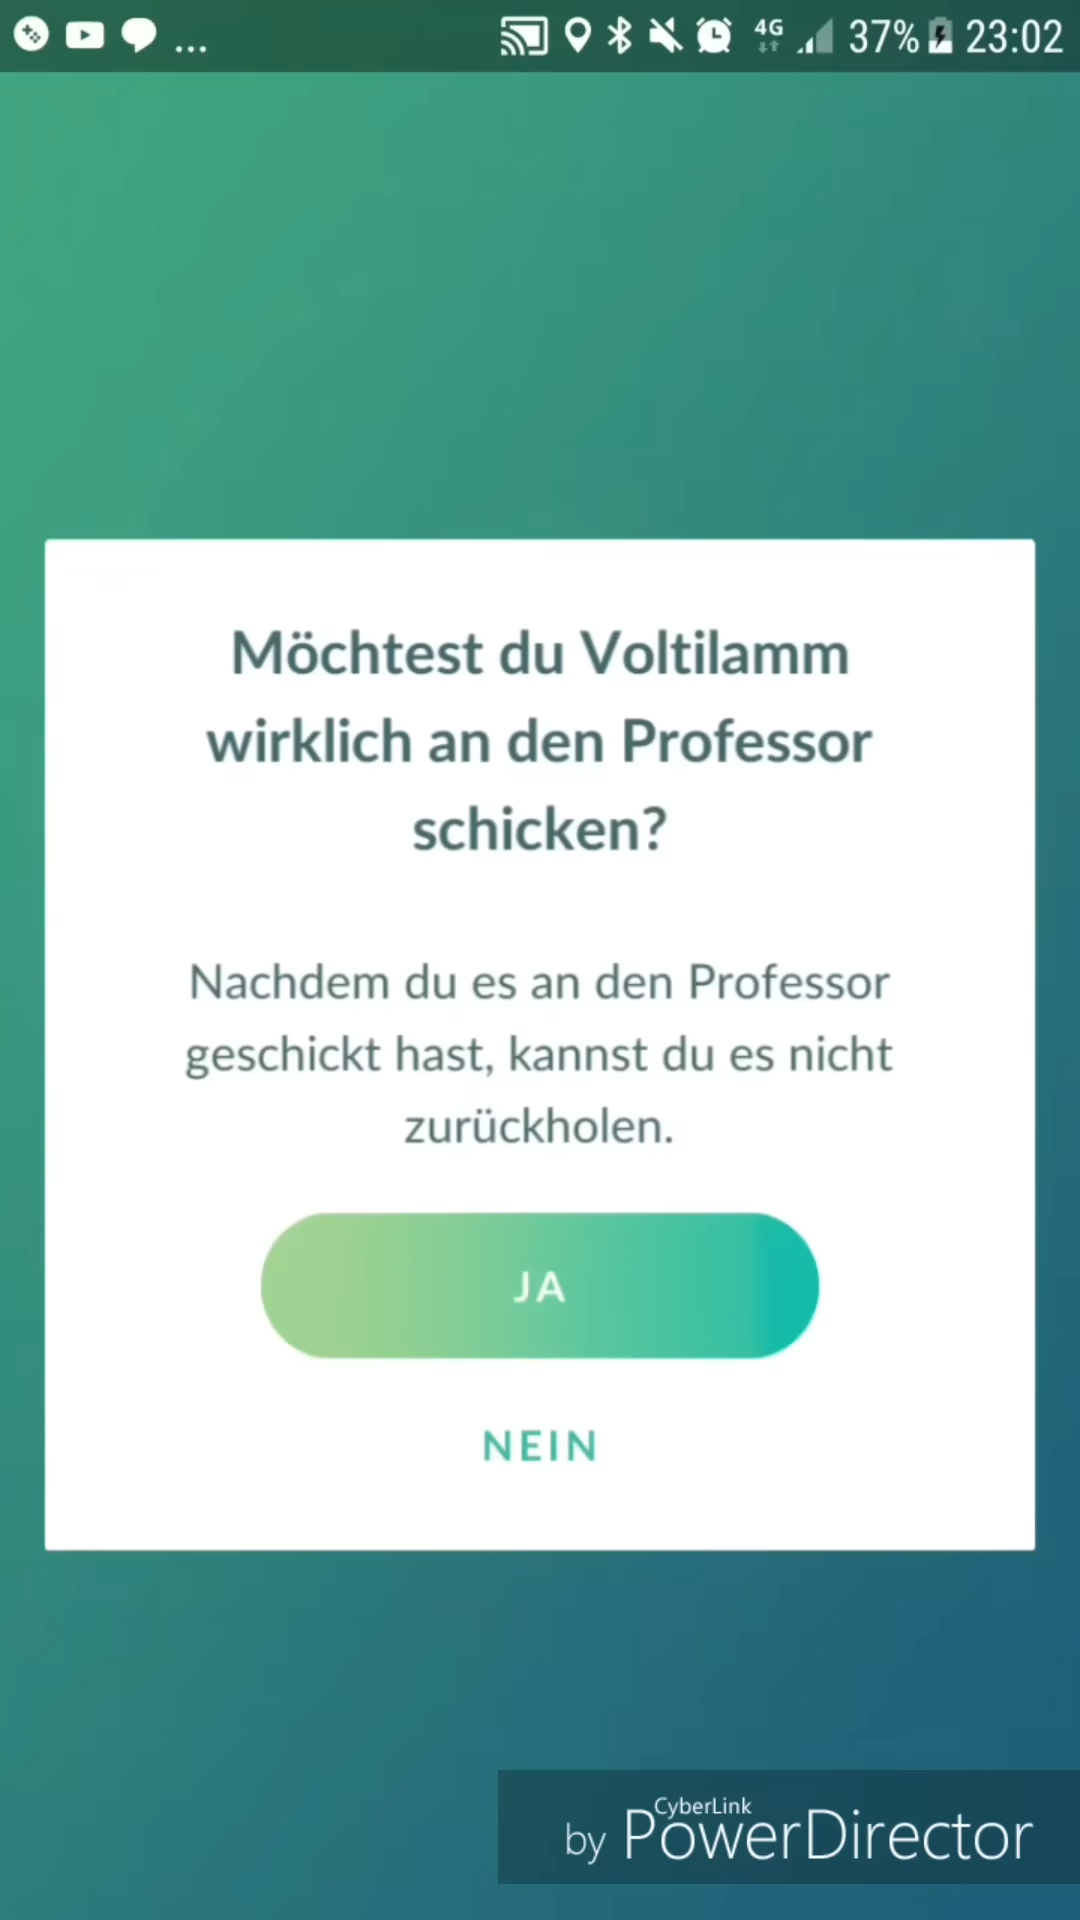 ... 4G 37% 23:02
Möchtest du Voltilamm
wirklich an den Professor
schicken?
Nachdem du es an den Professor
geschickt hast, kannst du es nicht
zurückholen.
JA
NEIN
CyberLink
by PowerDirector